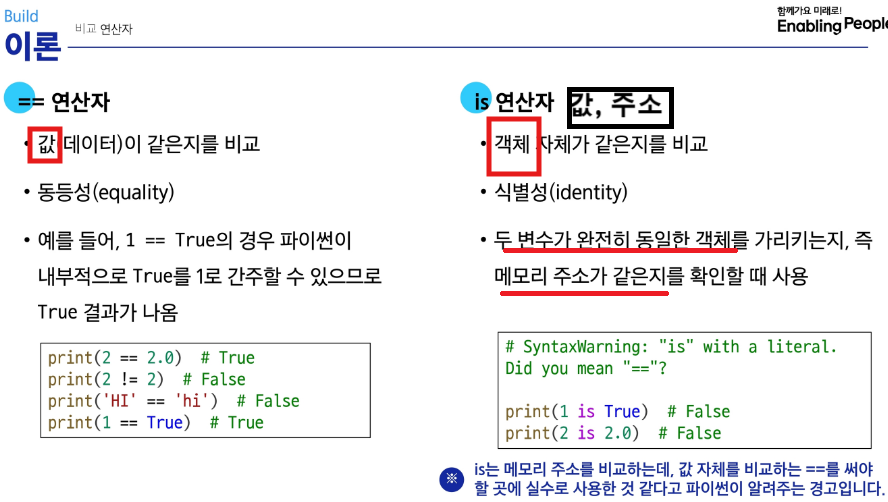 Build
이론
비교 연산자
함께가요 미래로!
Enabling People
== 연산자
• 값(데이터)이 같은지를 비교
• 동등성(equality)
• 예를 들어, 1 == True의 경우 파이썬이
내부적으로 True를 1로 간주할 수 있으므로
True 결과가 나옴
print(2 == 2.0)  # True
print(2 != 2)  # False
print('HI' == 'hi')  # False
print(1 == True)  # True
is 연산자 값, 주소
• 객체 자체가 같은지를 비교
• 식별성(identity)
• 두 변수가 완전히 동일한 객체를 가리키는지, 즉
메모리 주소가 같은지를 확인할 때 사용
# SyntaxWarning: "is" with a literal.
Did you mean "=="?
print(1 is True)  # False
print(2 is 2.0)  # False
※ is는 메모리 주소를 비교하는데, 값 자체를 비교하는 ==를 써야
할 곳에 실수로 사용한 것 같다고 파이썬이 알려주는 경고입니다.